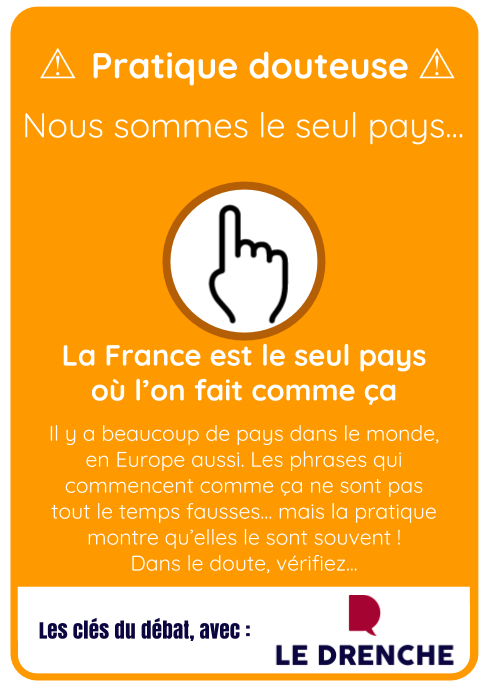 ⚠ Pratique douteuse ⚠
Nous sommes le seul pays...
La France est le seul pays
où l'on fait comme ça
Il y a beaucoup de pays dans le monde,
en Europe aussi. Les phrases qui
commencent comme ça ne sont pas
tout le temps fausses... mais la pratique
montre qu'elles le sont souvent !
Dans le doute, vérifiez...
Les clés du débat, avec :
LE DRENCHE